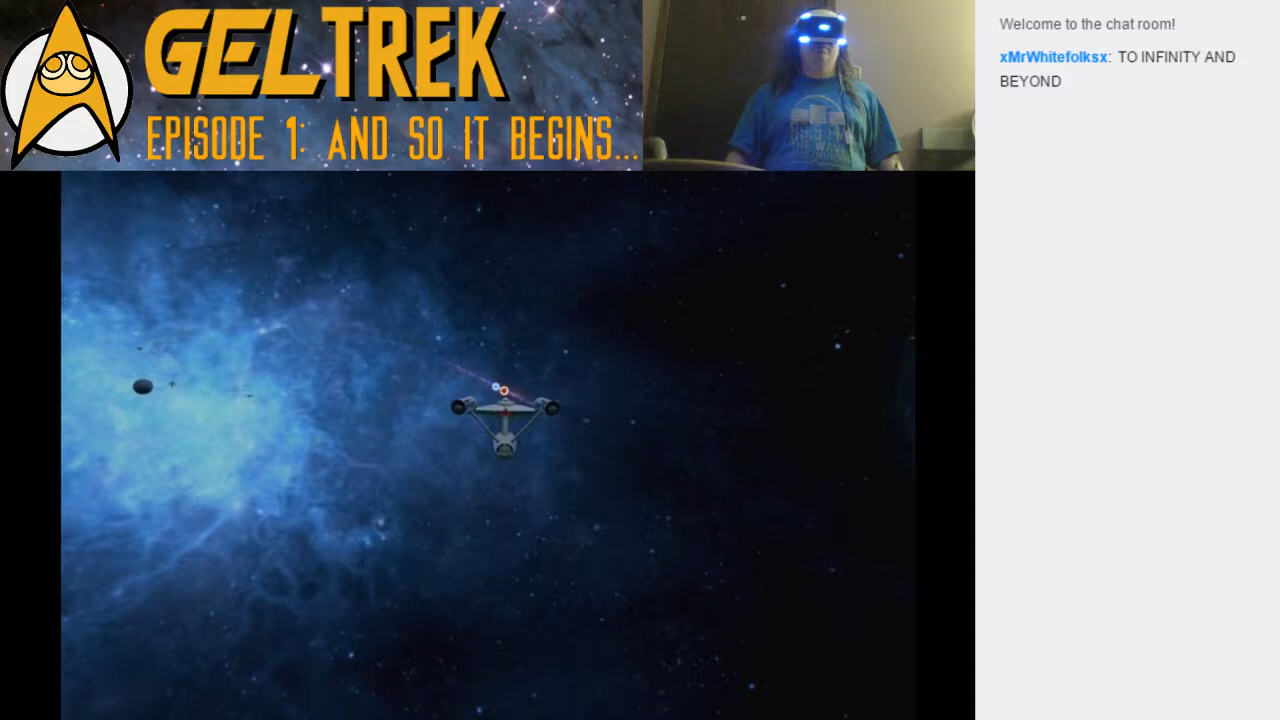 GELTREK
EPISODE 1: AND SO IT BEGINS...
Welcome to the chat room!
xMrWhitefolksx: TO INFINITY AND
BEYOND